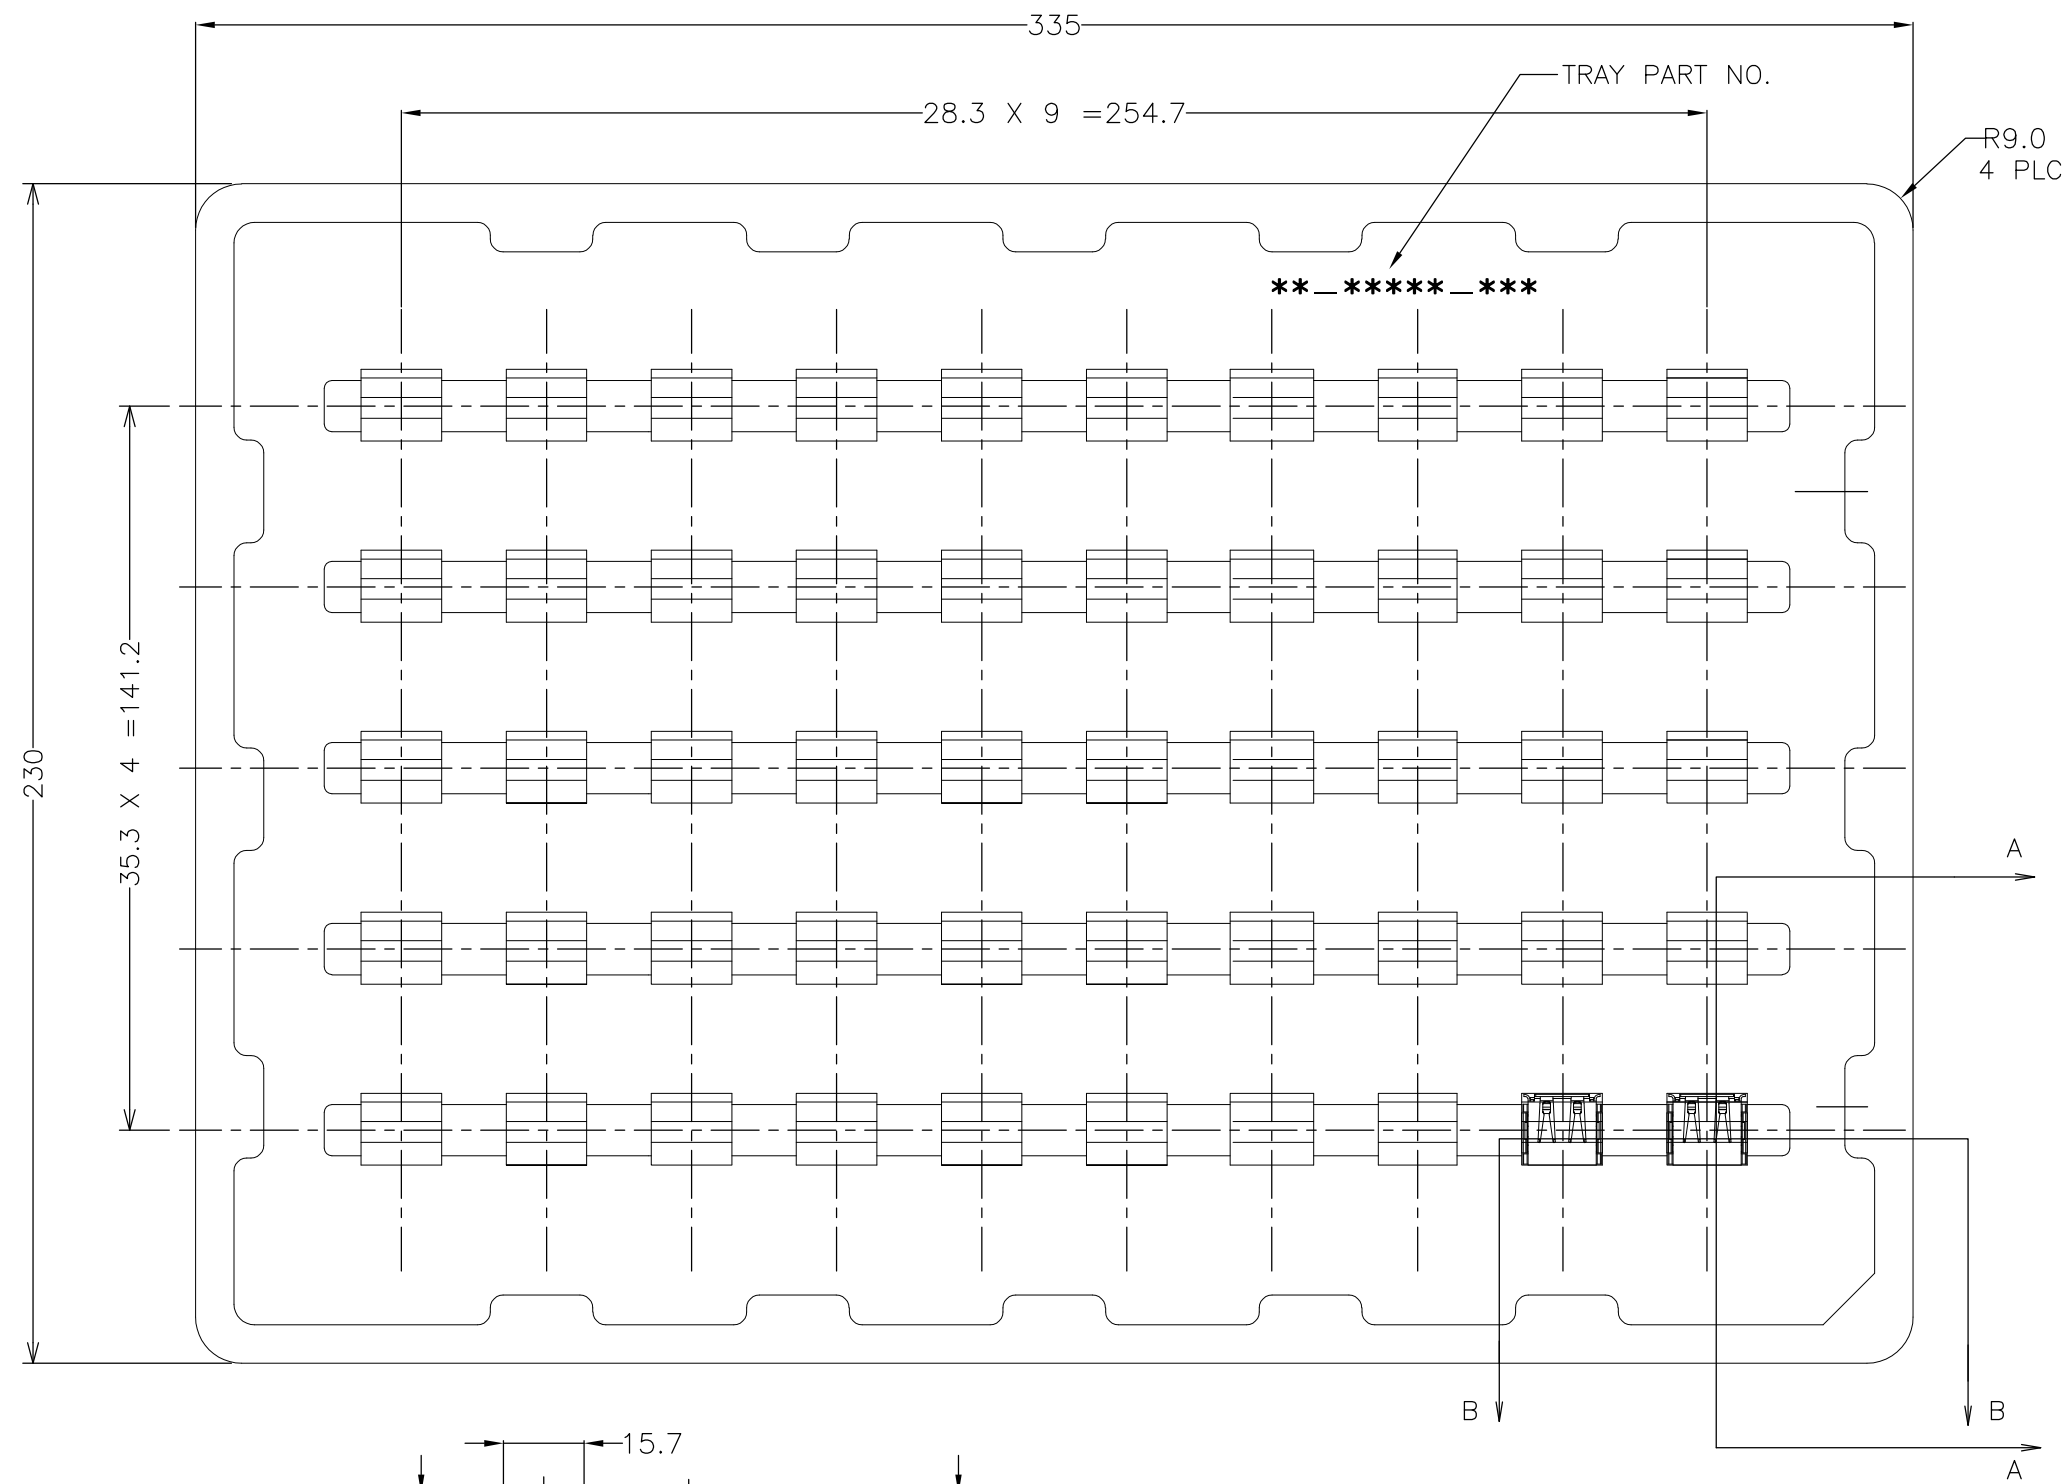 335
TRAY PART NO.
28.3 X 9 =254.7
R9.0
4 PLC
**_*****_***
35.3 X 4 =141.2
230
A
B
B
15.7
A